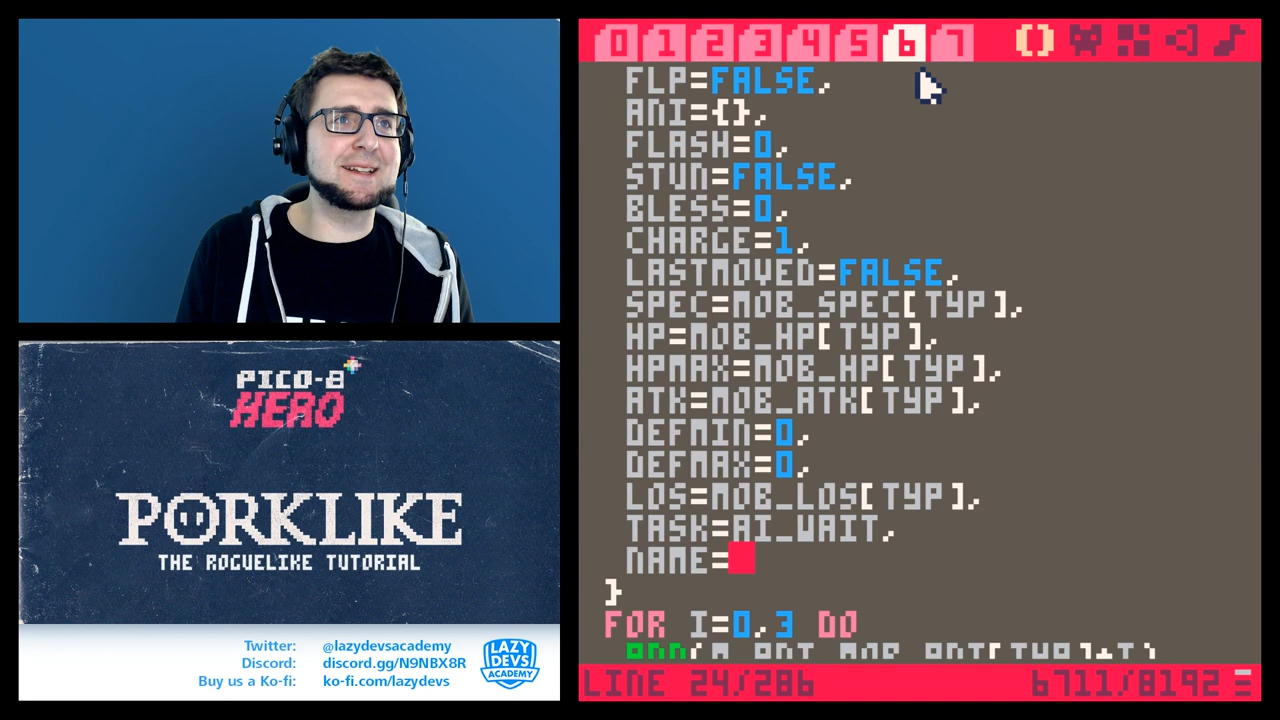 0 1 2 3 4 5 6 7
FLP=FALSE,
ANI={},
FLASH=0,
STUN=FALSE,
BLESS=0,
CHARGE=1,
LASTMOVED=FALSE,
SPEC=MOB_SPEC[TYP],
HP=MOB_HP[TYP],
HPMAX=MOB_HP[TYP],
ATK=MOB_ATK[TYP],
DEFMIN=0,
DEFMAX=0,
LOS=MOB_LOS[TYP],
TASK=AI_WAIT,
NAME=
}
FOR I=0,3 DO
LINE 24/286 6711/8192
PICO-8
HERO
PORKLIKE
THE ROGUELIKE TUTORIAL
Twitter: @lazydevsacademy
Discord: discord.gg/N9NBX8R
Buy us a Ko-fi: ko-fi.com/lazydevs
LAZY
DEVS
ACADEMY